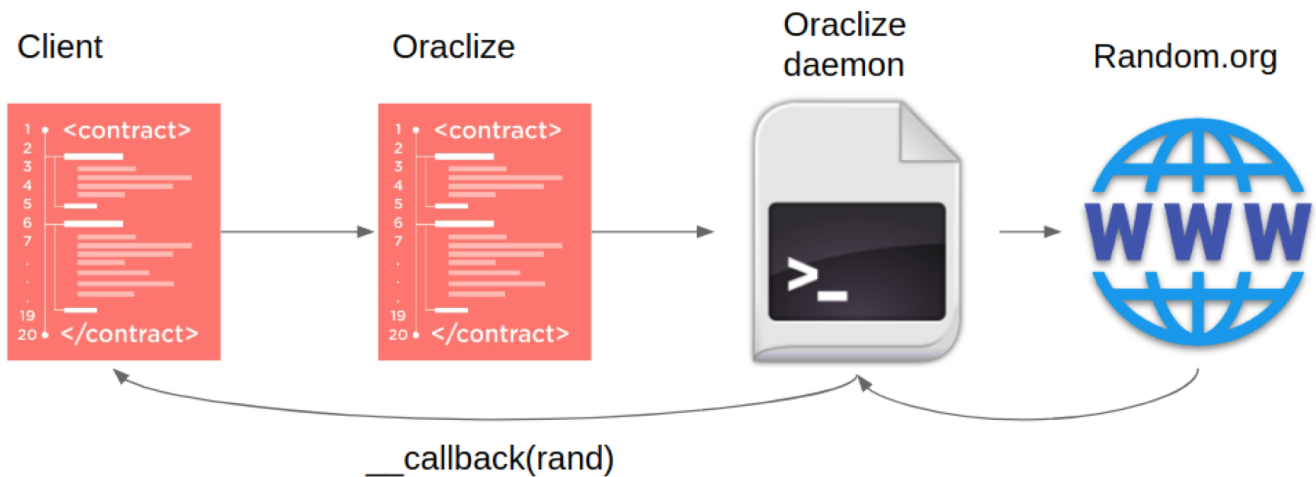 Client
Oraclize
Oraclize
daemon
Random.org
1
<contract>
2
3
4
5
6
7
.
.
.
19
20
</contract>
1
<contract>
2
3
4
5
6
7
.
.
.
19
20
</contract>
>_
WWW
__callback(rand)